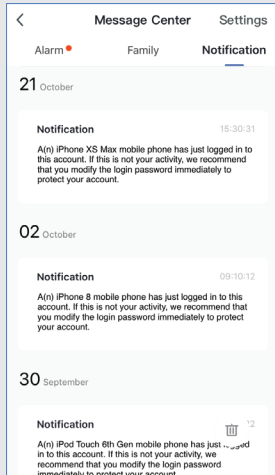 Message Center Settings
Alarm Family Notification
21 October
Notification 15:30:31
A(n) iPhone XS Max mobile phone has just logged in to
this account. If this is not your activity, we recommend
that you modify the login password immediately to
protect your account.
02 October
Notification 09:10:12
A(n) iPhone 8 mobile phone has just logged in to this
account. If this is not your activity, we recommend that
you modify the login password immediately to protect
your account.
30 September
Notification
A(n) iPod Touch 6th Gen mobile phone has just
in to this account. If this is not your activity, we
recommend that you modify the login password
immediately to protect your account.